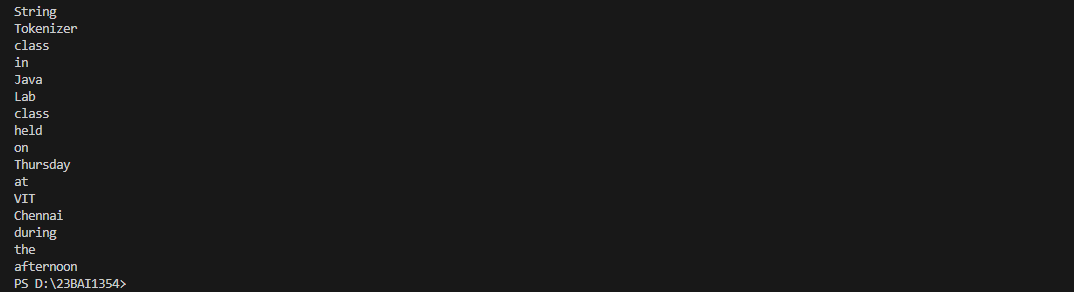 String
Tokenizer
class
in
Java
Lab
class
held
on
Thursday
at
VIT
Chennai
during
the
afternoon
PS D:\23BAI1354>